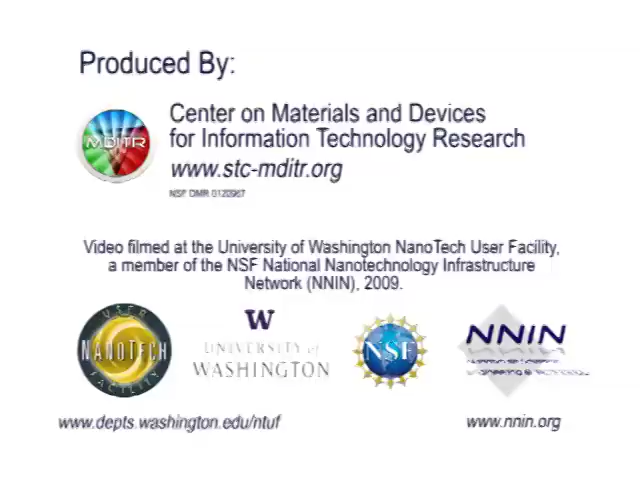 Produced By:
MDITR
Center on Materials and Devices
for Information Technology Research
www.stc-mditr.org
NSF DMR 0120967
Video filmed at the University of Washington NanoTech User Facility,
a member of the NSF National Nanotechnology Infrastructure
Network (NNIN), 2009.
USER
NANOTECH
FACILITY
W
UNIVERSITY of
WASHINGTON
NSF
NNIN
www.depts.washington.edu/ntuf
www.nnin.org